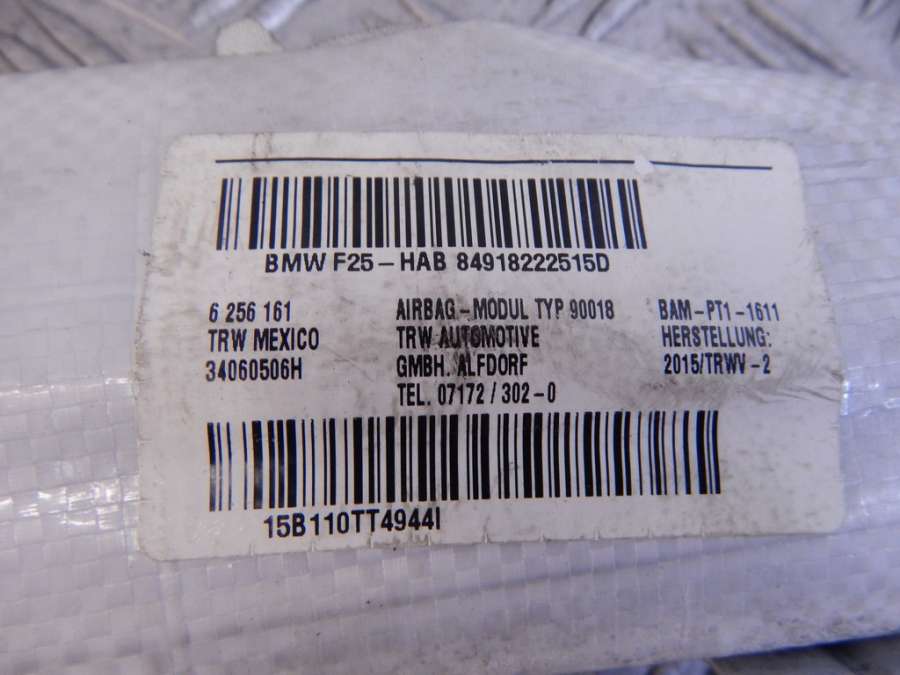 BMW F25-HAB 84918222515D
6 256 161
TRW MEXICO
34060506H
AIRBAG-MODUL TYP 90018
TRW AUTOMOTIVE
GMBH. ALFDORF
TEL. 07172/302-0
BAM-PT1-1611
HERSTELLUNG:
2015/TRWV-2
15B110TT4944I